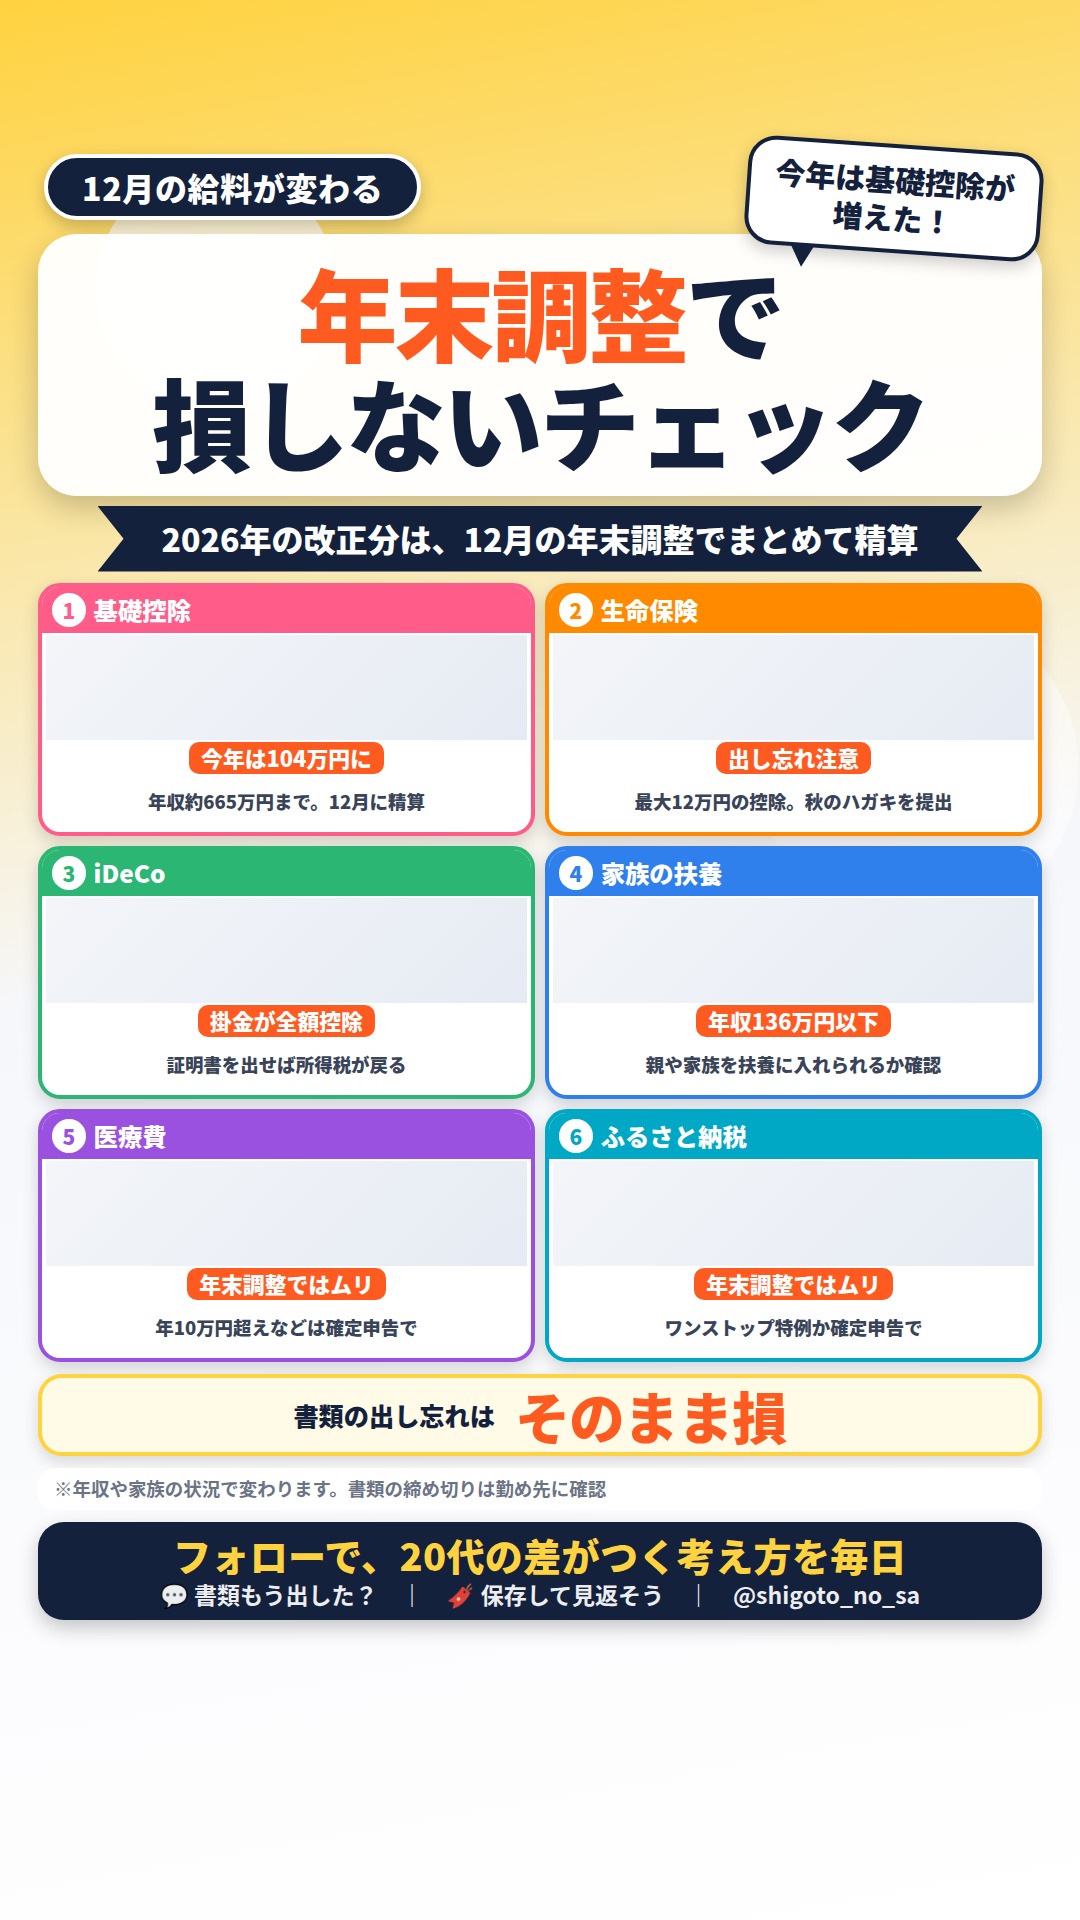 12月の給料が変わる
今年は基礎控除が
増えた！
年末調整で
損しないチェック
2026年の改正分は、12月の年末調整でまとめて精算
1 基礎控除
今年は104万円に
年収約665万円まで。12月に精算
2 生命保険
出し忘れ注意
最大12万円の控除。秋のハガキを提出
3 iDeCo
掛金が全額控除
証明書を出せば所得税が戻る
4 家族の扶養
年収136万円以下
親や家族を扶養に入れられるか確認
5 医療費
年末調整ではムリ
年10万円超えなどは確定申告で
6 ふるさと納税
年末調整ではムリ
ワンストップ特例か確定申告で
書類の出し忘れは そのまま損
※年収や家族の状況で変わります。書類の締め切りは勤め先に確認
フォローで、20代の差がつく考え方を毎日
💬 書類もう出した？ ｜ 🔖 保存して見返そう ｜ @shigoto_no_sa